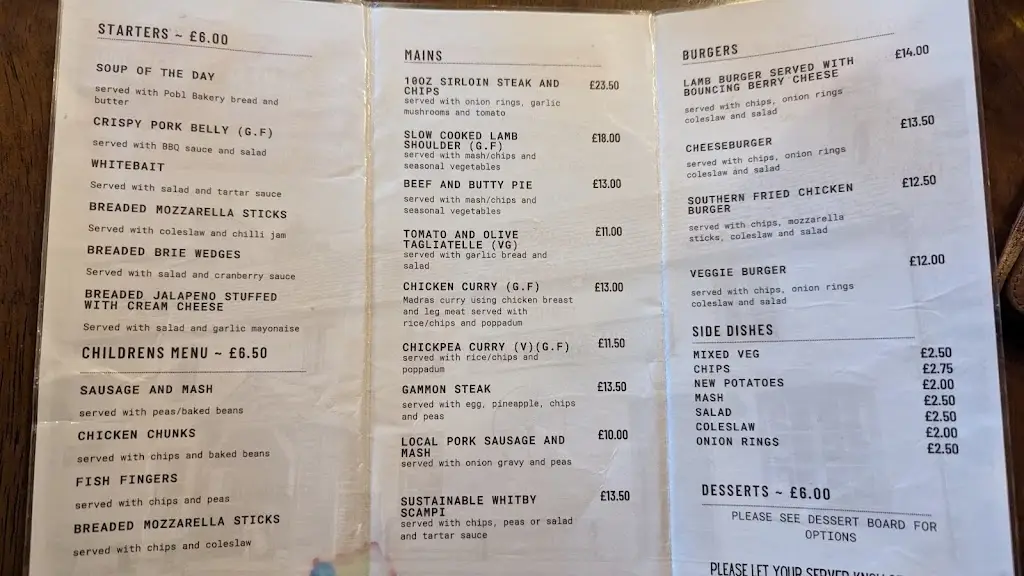 STARTERS ~ £6.00
SOUP OF THE DAY
served with Pobl Bakery bread and
butter
CRISPY PORK BELLY (G.F)
served with BBQ sauce and salad
WHITEBAIT
Served with salad and tartar sauce
BREADED MOZZARELLA STICKS
Served with coleslaw and chilli jam
BREADED BRIE WEDGES
Served with salad and cranberry sauce
BREADED JALAPENO STUFFED
WITH CREAM CHEESE
Served with salad and garlic mayonaise
CHILDRENS MENU ~ £6.50
SAUSAGE AND MASH
served with peas/baked beans
CHICKEN CHUNKS
served with chips and baked beans
FISH FINGERS
served with chips and peas
BREADED MOZZARELLA STICKS
served with chips and coleslaw
MAINS
10OZ SIRLOIN STEAK AND £23.50
CHIPS
served with onion rings, garlic
mushrooms and tomato
SLOW COOKED LAMB £18.00
SHOULDER (G.F)
served with mash/chips and
seasonal vegetables
BEEF AND BUTTY PIE £13.00
served with mash/chips and
seasonal vegetables
TOMATO AND OLIVE £11.00
TAGLIATELLE (VG)
served with garlic bread and
salad
CHICKEN CURRY (G.F) £13.00
Madras curry using chicken breast
and leg meat served with
rice/chips and poppadum
CHICKPEA CURRY (V)(G.F) £11.50
served with rice/chips and
poppadum
GAMMON STEAK £13.50
served with egg, pineapple, chips
and peas
LOCAL PORK SAUSAGE AND £10.00
MASH
served with onion gravy and peas
SUSTAINABLE WHITBY £13.50
SCAMPI
served with chips, peas or salad
and tartar sauce
BURGERS
LAMB BURGER SERVED WITH £14.00
BOUNCING BERRY CHEESE
served with chips, onion rings
coleslaw and salad
CHEESEBURGER £13.50
served with chips, onion rings
coleslaw and salad
SOUTHERN FRIED CHICKEN £12.50
BURGER
served with chips, mozzarella
sticks, coleslaw and salad
VEGGIE BURGER £12.00
served with chips, onion rings
coleslaw and salad
SIDE DISHES
MIXED VEG £2.50
CHIPS £2.75
NEW POTATOES £2.00
MASH £2.50
SALAD £2.50
COLESLAW £2.00
ONION RINGS £2.50
DESSERTS ~ £6.00
PLEASE SEE DESSERT BOARD FOR
OPTIONS
PLEASE LET YOUR SERVED KNOW